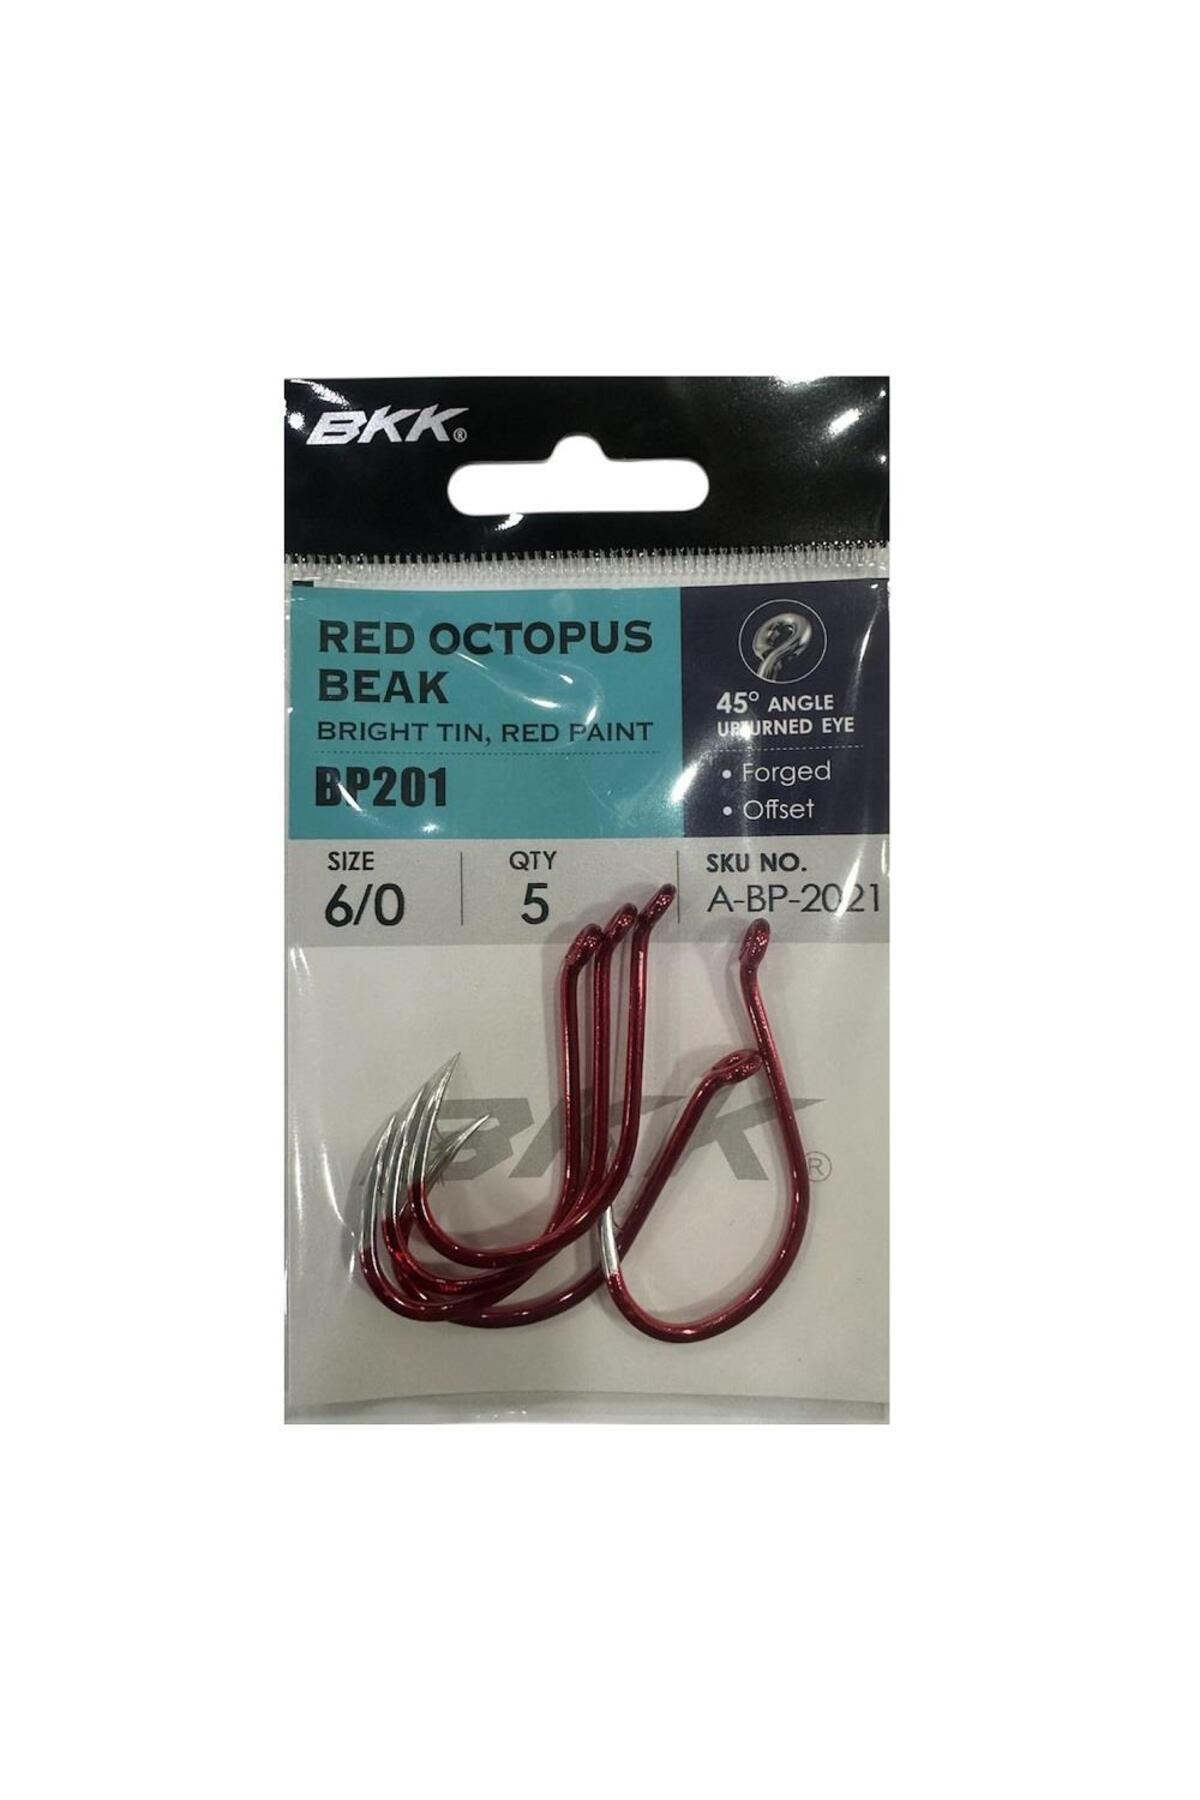 BKK®
RED OCTOPUS
BEAK
BRIGHT TIN, RED PAINT
BP201
45° ANGLE
UPTURNED EYE
• Forged
• Offset
SIZE
6/0
QTY
5
SKU NO.
A-BP-2021
BKK®